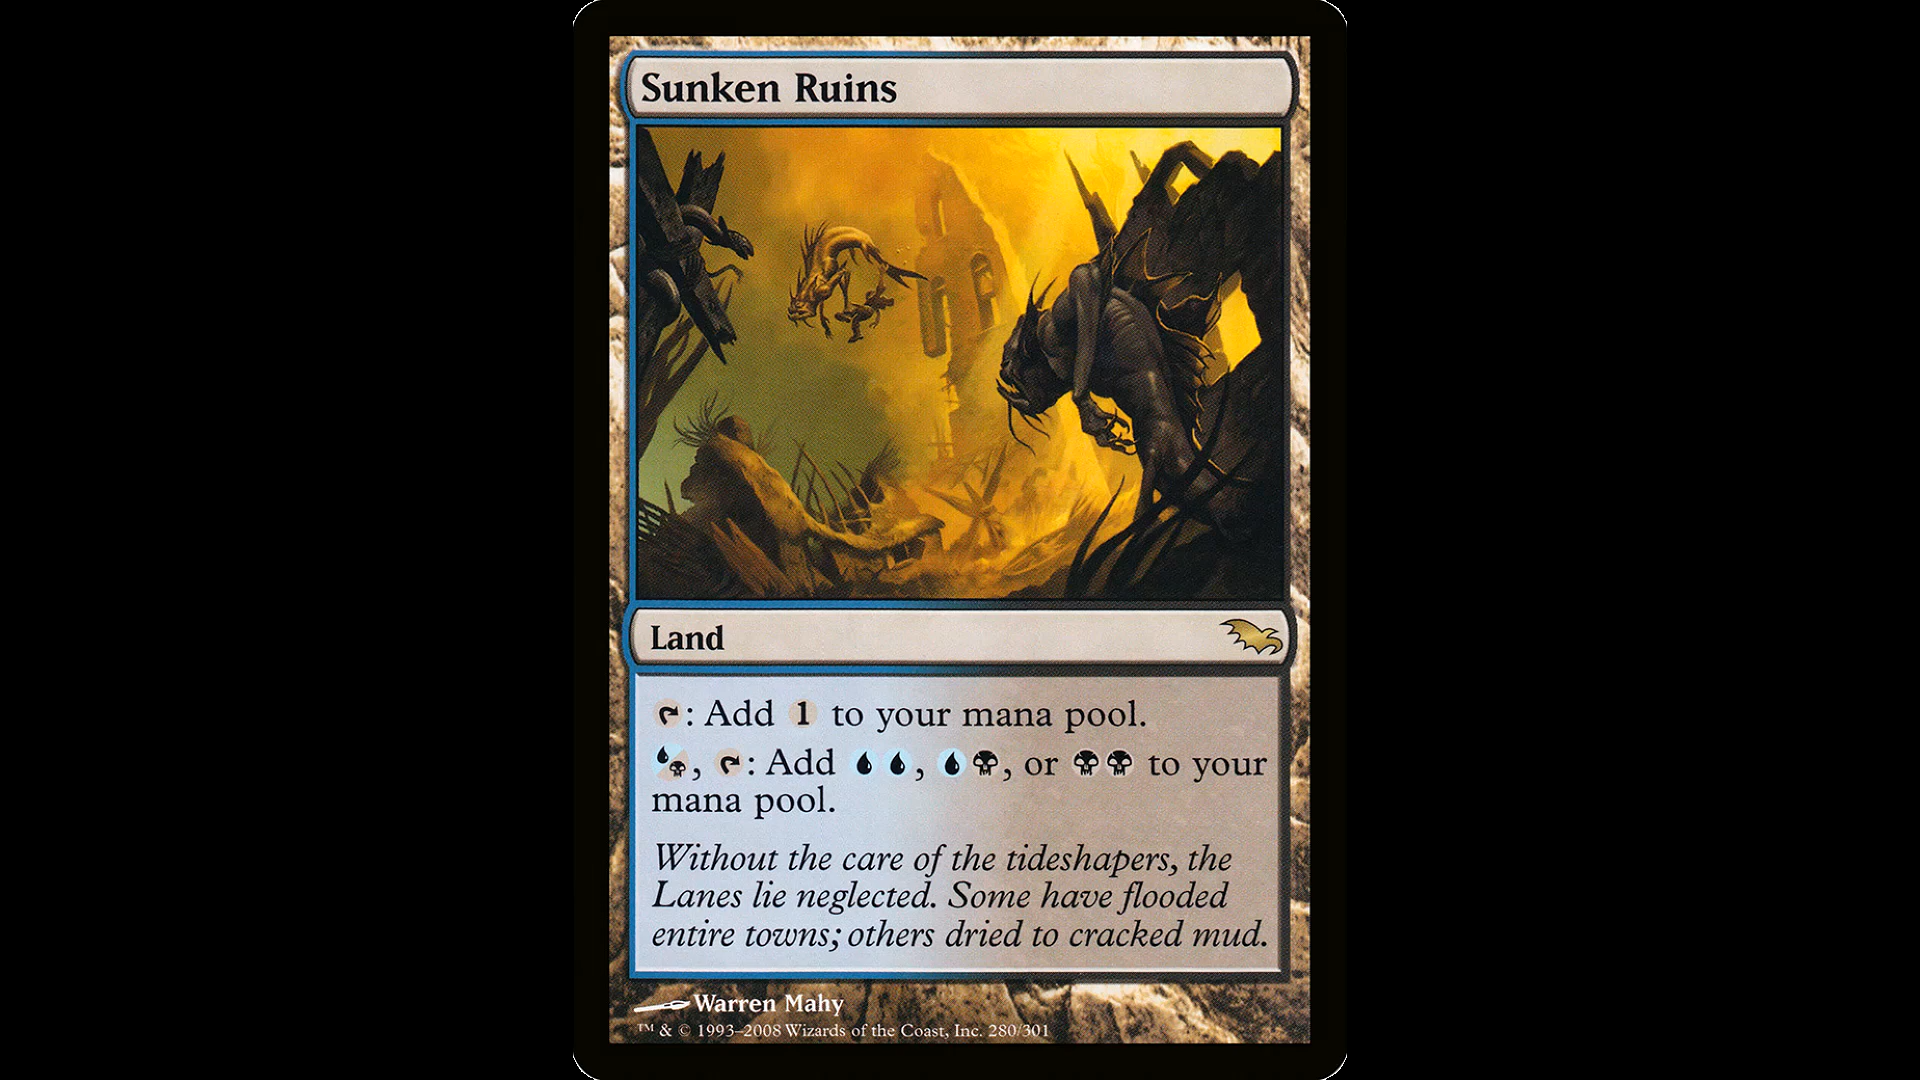 Sunken Ruins
Land
: Add 1 to your mana pool.
, : Add , , or to your
mana pool.
Without the care of the tideshapers, the
Lanes lie neglected. Some have flooded
entire towns; others dried to cracked mud.
Warren Mahy
™ & © 1993–2008 Wizards of the Coast, Inc. 280/301